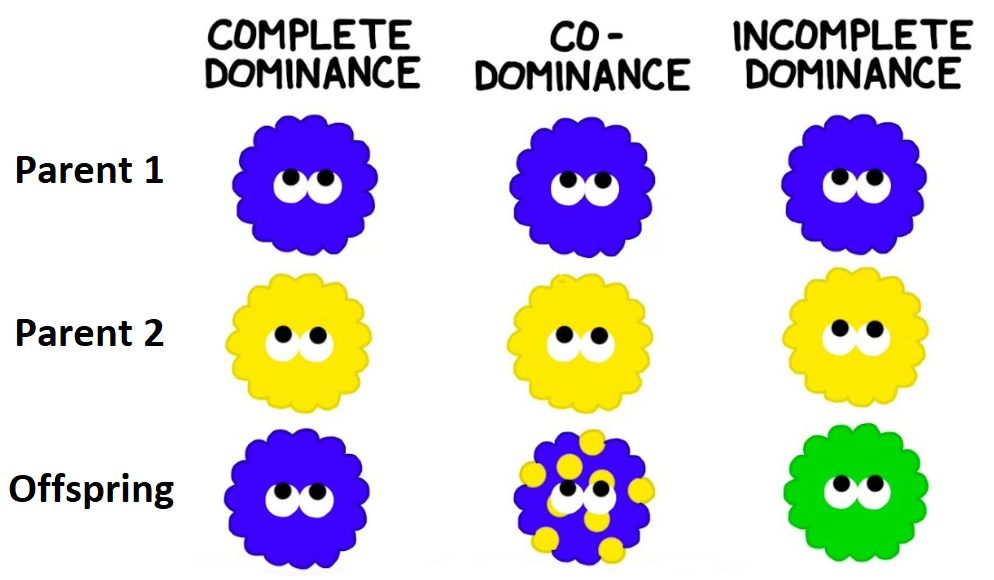 COMPLETE
DOMINANCE
CO-
DOMINANCE
INCOMPLETE
DOMINANCE
Parent 1
Parent 2
Offspring